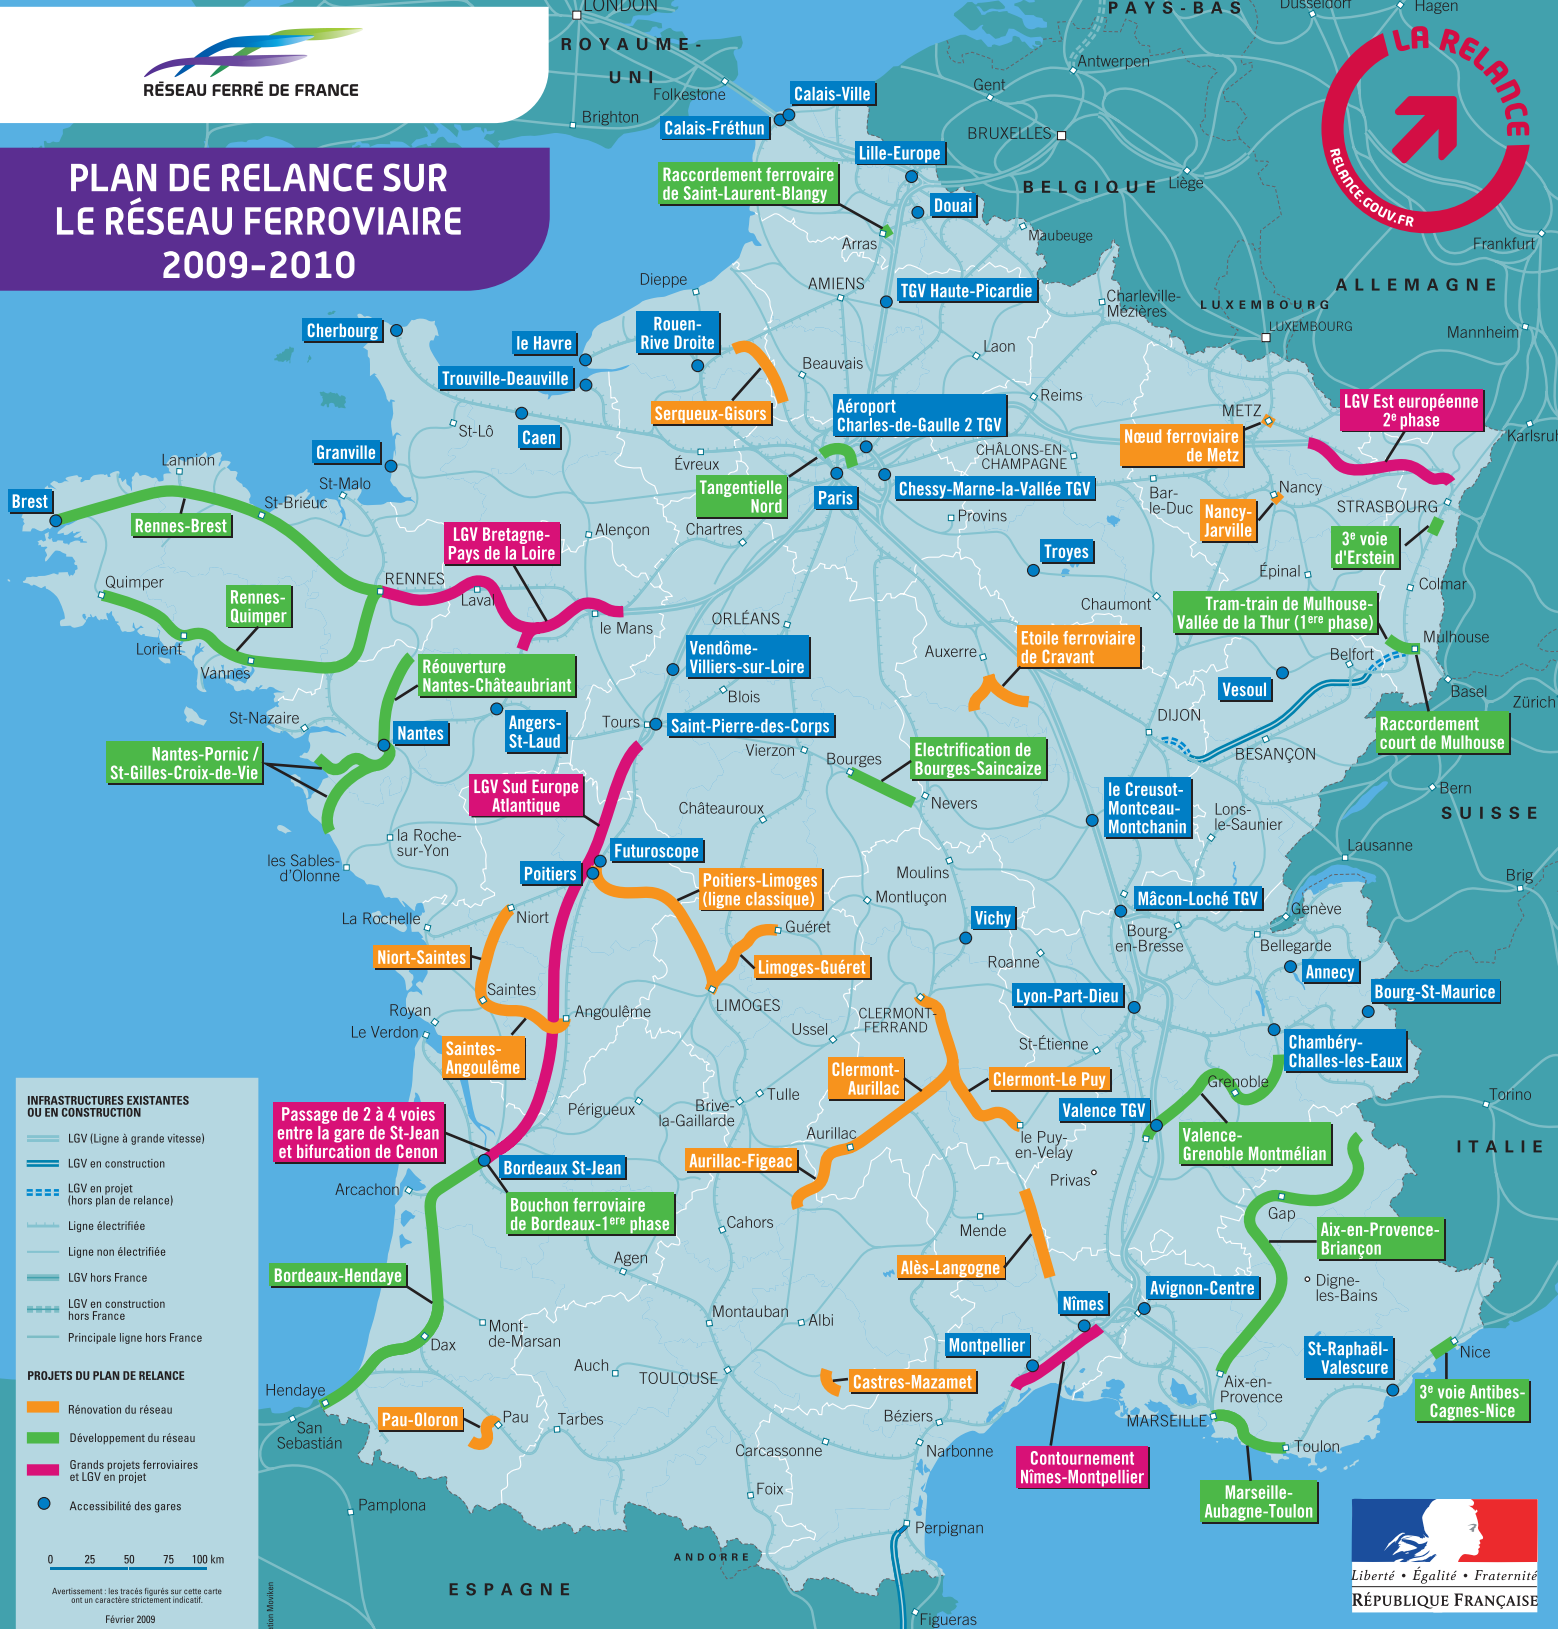 RÉSEAU FERRÉ DE FRANCE
PLAN DE RELANCE SUR
LE RÉSEAU FERROVIAIRE
2009-2010
LA RELANCE
RELANCE.GOUV.FR
LONDON
ROYAUME-
UNI
Folkestone
Brighton
PAYS-BAS
Düsseldorf
Hagen
Antwerpen
Gent
BRUXELLES
BELGIQUE
Liège
Frankfurt
ALLEMAGNE
LUXEMBOURG
LUXEMBOURG
Mannheim
Calais-Ville
Calais-Fréthun
Lille-Europe
Raccordement ferrovaire
de Saint-Laurent-Blangy
Douai
Arras
Maubeuge
Dieppe
AMIENS
TGV Haute-Picardie
Charleville-
Mézières
Cherbourg
le Havre
Rouen-
Rive Droite
Trouville-Deauville
Beauvais
Laon
Serqueux-Gisors
Aéroport
Charles-de-Gaulle 2 TGV
Reims
METZ
LGV Est européenne
2e phase
Karlsruh
St-Lô
Caen
Nœud ferroviaire
de Metz
Granville
Évreux
CHÂLONS-EN-
CHAMPAGNE
Lannion
St-Malo
Tangentielle
Nord
Paris
Chessy-Marne-la-Vallée TGV
Bar-
le-Duc
Nancy
Brest
St-Brieuc
Rennes-Brest
Provins
Nancy-
Jarville
STRASBOURG
LGV Bretagne-
Pays de la Loire
Alençon
Chartres
Troyes
3e voie
d'Erstein
Quimper
RENNES
Laval
Épinal
Colmar
Rennes-
Quimper
le Mans
ORLÉANS
Chaumont
Tram-train de Mulhouse-
Vallée de la Thur (1ere phase)
Lorient
Vannes
Vendôme-
Villiers-sur-Loire
Auxerre
Etoile ferroviaire
de Cravant
Belfort
Mulhouse
Réouverture
Nantes-Châteaubriant
Blois
Vesoul
Basel
Zürich
St-Nazaire
Nantes
Angers-
St-Laud
Tours
Saint-Pierre-des-Corps
DIJON
Raccordement
court de Mulhouse
Nantes-Pornic /
St-Gilles-Croix-de-Vie
Vierzon
Bourges
Electrification de
Bourges-Saincaize
BESANÇON
LGV Sud Europe
Atlantique
Châteauroux
Nevers
le Creusot-
Montceau-
Montchanin
Lons-
le-Saunier
Bern
SUISSE
la Roche-
sur-Yon
Futuroscope
Lausanne
les Sables-
d'Olonne
Poitiers
Poitiers-Limoges
(ligne classique)
Moulins
Montluçon
Mâcon-Loché TGV
Brig
La Rochelle
Niort
Guéret
Vichy
Bourg-
en-Bresse
Genève
Bellegarde
Niort-Saintes
Limoges-Guéret
Roanne
Annecy
Saintes
LIMOGES
Lyon-Part-Dieu
Bourg-St-Maurice
Royan
Le Verdon
Angoulême
Ussel
CLERMONT-
FERRAND
St-Étienne
Chambéry-
Challes-les-Eaux
Saintes-
Angoulême
Clermont-
Aurillac
Clermont-Le Puy
Grenoble
Torino
Passage de 2 à 4 voies
entre la gare de St-Jean
et bifurcation de Cenon
Périgueux
Brive-
la-Gaillarde
Tulle
Valence TGV
Aurillac
le Puy-
en-Velay
Valence-
Grenoble Montmélian
ITALIE
Bordeaux St-Jean
Aurillac-Figeac
Privas
Arcachon
Bouchon ferroviaire
de Bordeaux-1ere phase
Cahors
Mende
Gap
Aix-en-Provence-
Briançon
Agen
Bordeaux-Hendaye
Alès-Langogne
Digne-
les-Bains
Nîmes
Avignon-Centre
Montauban
Albi
Mont-
de-Marsan
Dax
Montpellier
St-Raphaël-
Valescure
Nice
Auch
TOULOUSE
Castres-Mazamet
Aix-en-
Provence
3e voie Antibes-
Cagnes-Nice
Hendaye
San
Sebastián
Pau-Oloron
Pau
Tarbes
Béziers
MARSEILLE
Carcassonne
Narbonne
Contournement
Nîmes-Montpellier
Toulon
Foix
Marseille-
Aubagne-Toulon
Pamplona
Perpignan
ANDORRE
ESPAGNE
Figueras
INFRASTRUCTURES EXISTANTES
OU EN CONSTRUCTION
LGV (Ligne à grande vitesse)
LGV en construction
LGV en projet
(hors plan de relance)
Ligne électrifiée
Ligne non électrifiée
LGV hors France
LGV en construction
hors France
Principale ligne hors France
PROJETS DU PLAN DE RELANCE
Rénovation du réseau
Développement du réseau
Grands projets ferroviaires
et LGV en projet
Accessibilité des gares
0 25 50 75 100 km
Avertissement : les tracés figurés sur cette carte
ont un caractère strictement indicatif.
Février 2009
Liberté • Égalité • Fraternité
RÉPUBLIQUE FRANÇAISE